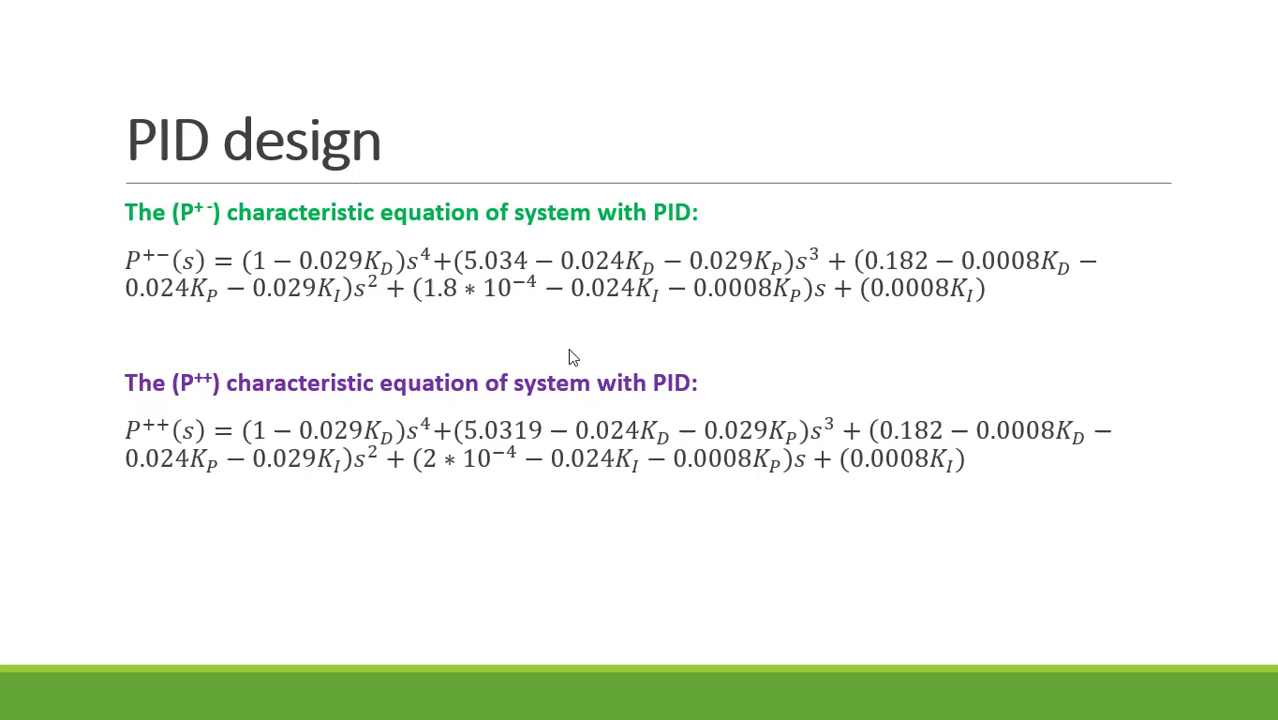 PID design
The (P⁺⁻) characteristic equation of system with PID:
𝑃⁺⁻(𝑠) = (1 − 0.029𝐾_𝐷)𝑠⁴+(5.034 − 0.024𝐾_𝐷 − 0.029𝐾_𝑃)𝑠³ + (0.182 − 0.0008𝐾_𝐷 −
0.024𝐾_𝑃 − 0.029𝐾_𝐼)𝑠² + (1.8 ∗ 10⁻⁴ − 0.024𝐾_𝐼 − 0.0008𝐾_𝑃)𝑠 + (0.0008𝐾_𝐼)
The (P⁺⁺) characteristic equation of system with PID:
𝑃⁺⁺(𝑠) = (1 − 0.029𝐾_𝐷)𝑠⁴+(5.0319 − 0.024𝐾_𝐷 − 0.029𝐾_𝑃)𝑠³ + (0.182 − 0.0008𝐾_𝐷 −
0.024𝐾_𝑃 − 0.029𝐾_𝐼)𝑠² + (2 ∗ 10⁻⁴ − 0.024𝐾_𝐼 − 0.0008𝐾_𝑃)𝑠 + (0.0008𝐾_𝐼)